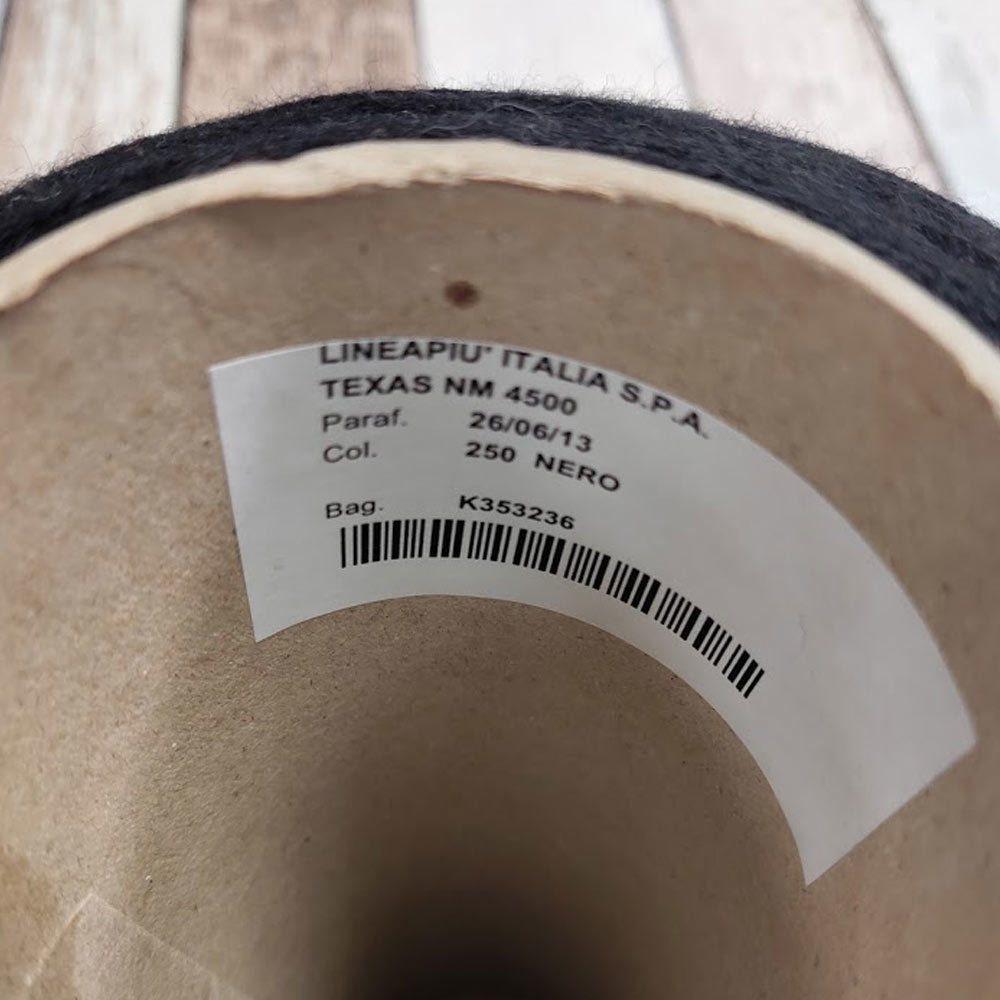 LINEAPIU' ITALIA S.P.A.
TEXAS NM 4500
Paraf. 26/06/13
Col. 250 NERO
Bag. K353236